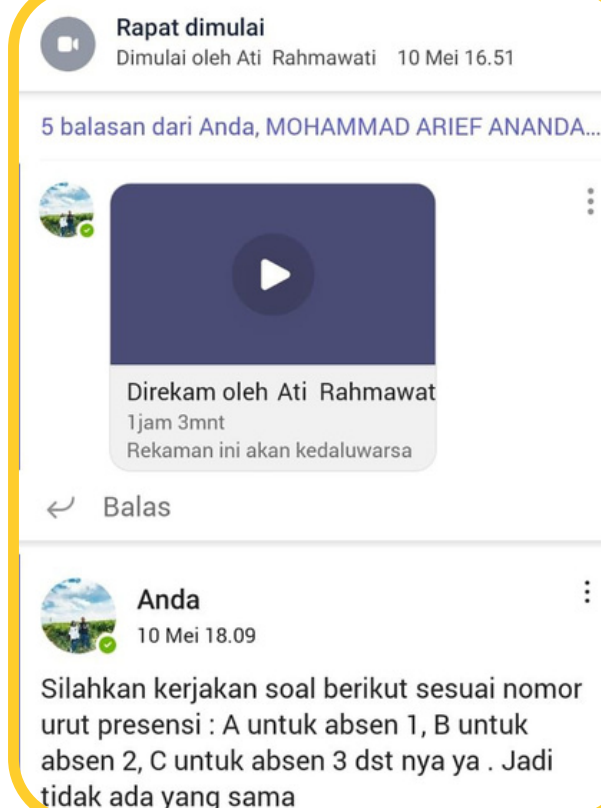 Rapat dimulai
Dimulai oleh Ati Rahmawati 10 Mei 16.51
5 balasan dari Anda, MOHAMMAD ARIEF ANANDA...
Direkam oleh Ati Rahmawat
1jam 3mnt
Rekaman ini akan kedaluwarsa
Balas
Anda
10 Mei 18.09
Silahkan kerjakan soal berikut sesuai nomor
urut presensi : A untuk absen 1, B untuk
absen 2, C untuk absen 3 dst nya ya . Jadi
tidak ada yang sama